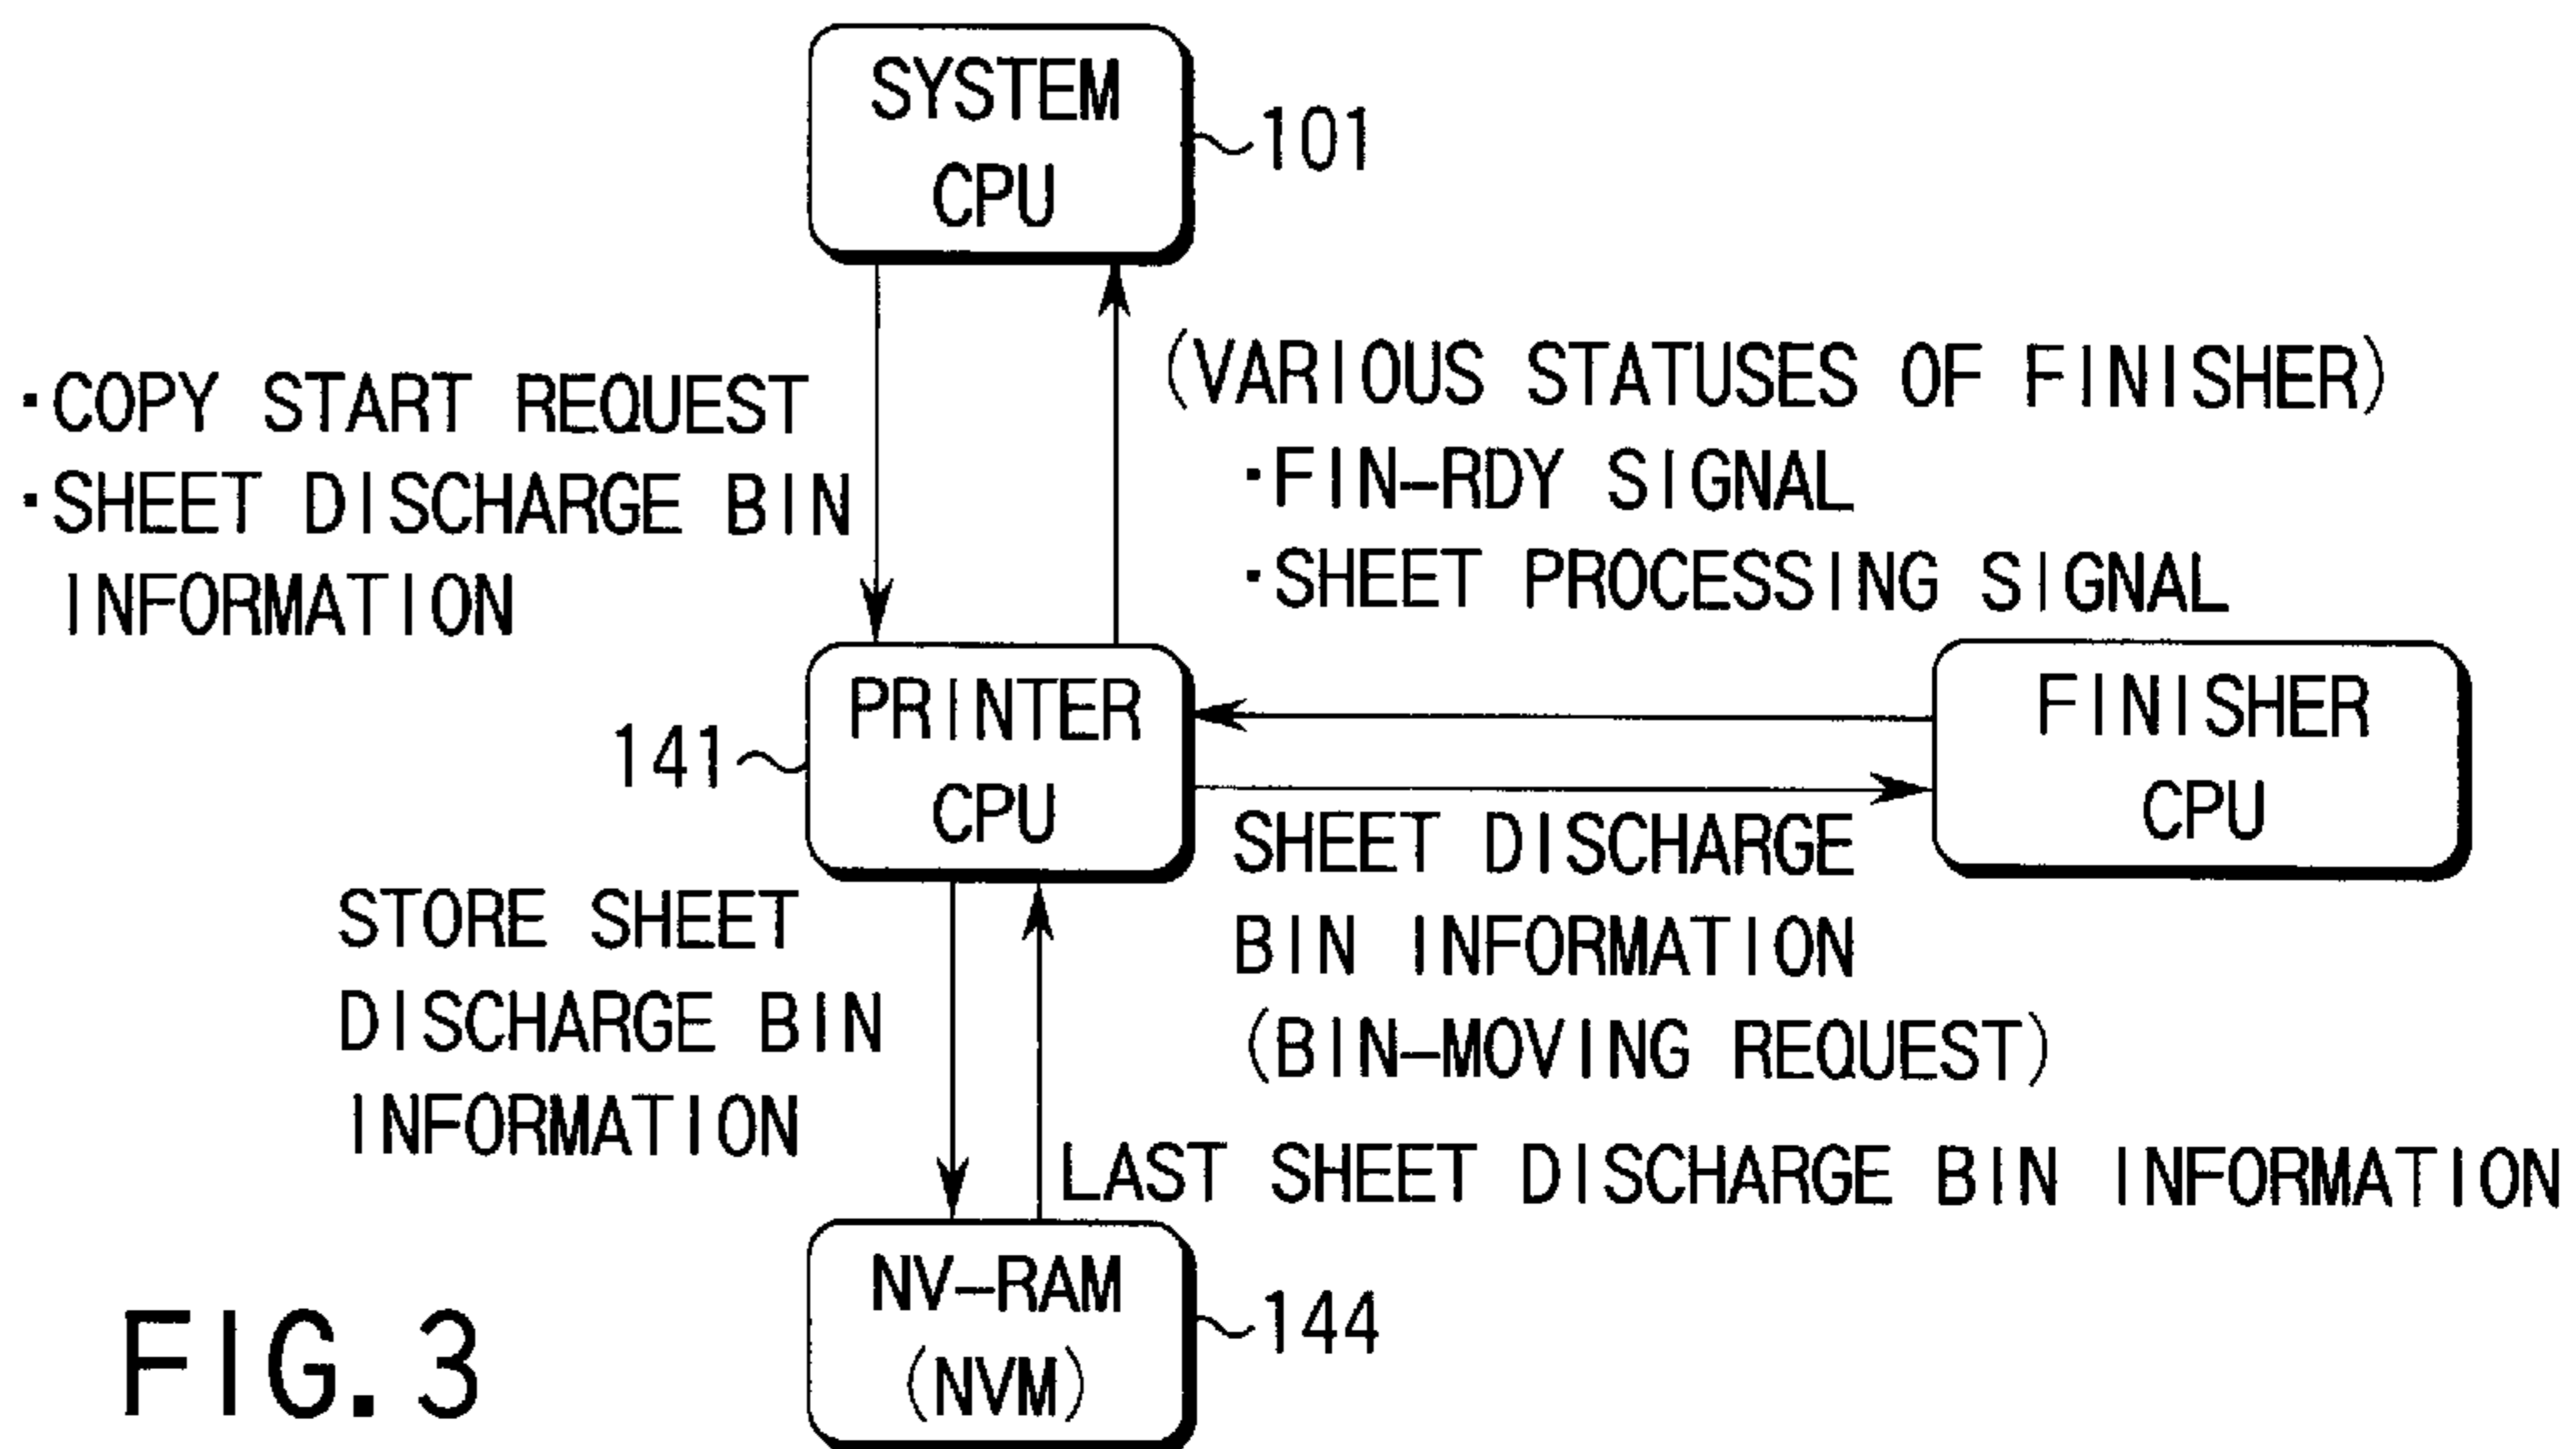 SYSTEM
CPU
101
·COPY START REQUEST
·SHEET DISCHARGE BIN
INFORMATION
(VARIOUS STATUSES OF FINISHER)
·FIN-RDY SIGNAL
·SHEET PROCESSING SIGNAL
PRINTER
CPU
141
FINISHER
CPU
SHEET DISCHARGE
BIN INFORMATION
(BIN-MOVING REQUEST)
STORE SHEET
DISCHARGE BIN
INFORMATION
LAST SHEET DISCHARGE BIN INFORMATION
NV-RAM
(NVM)
144
FIG. 3